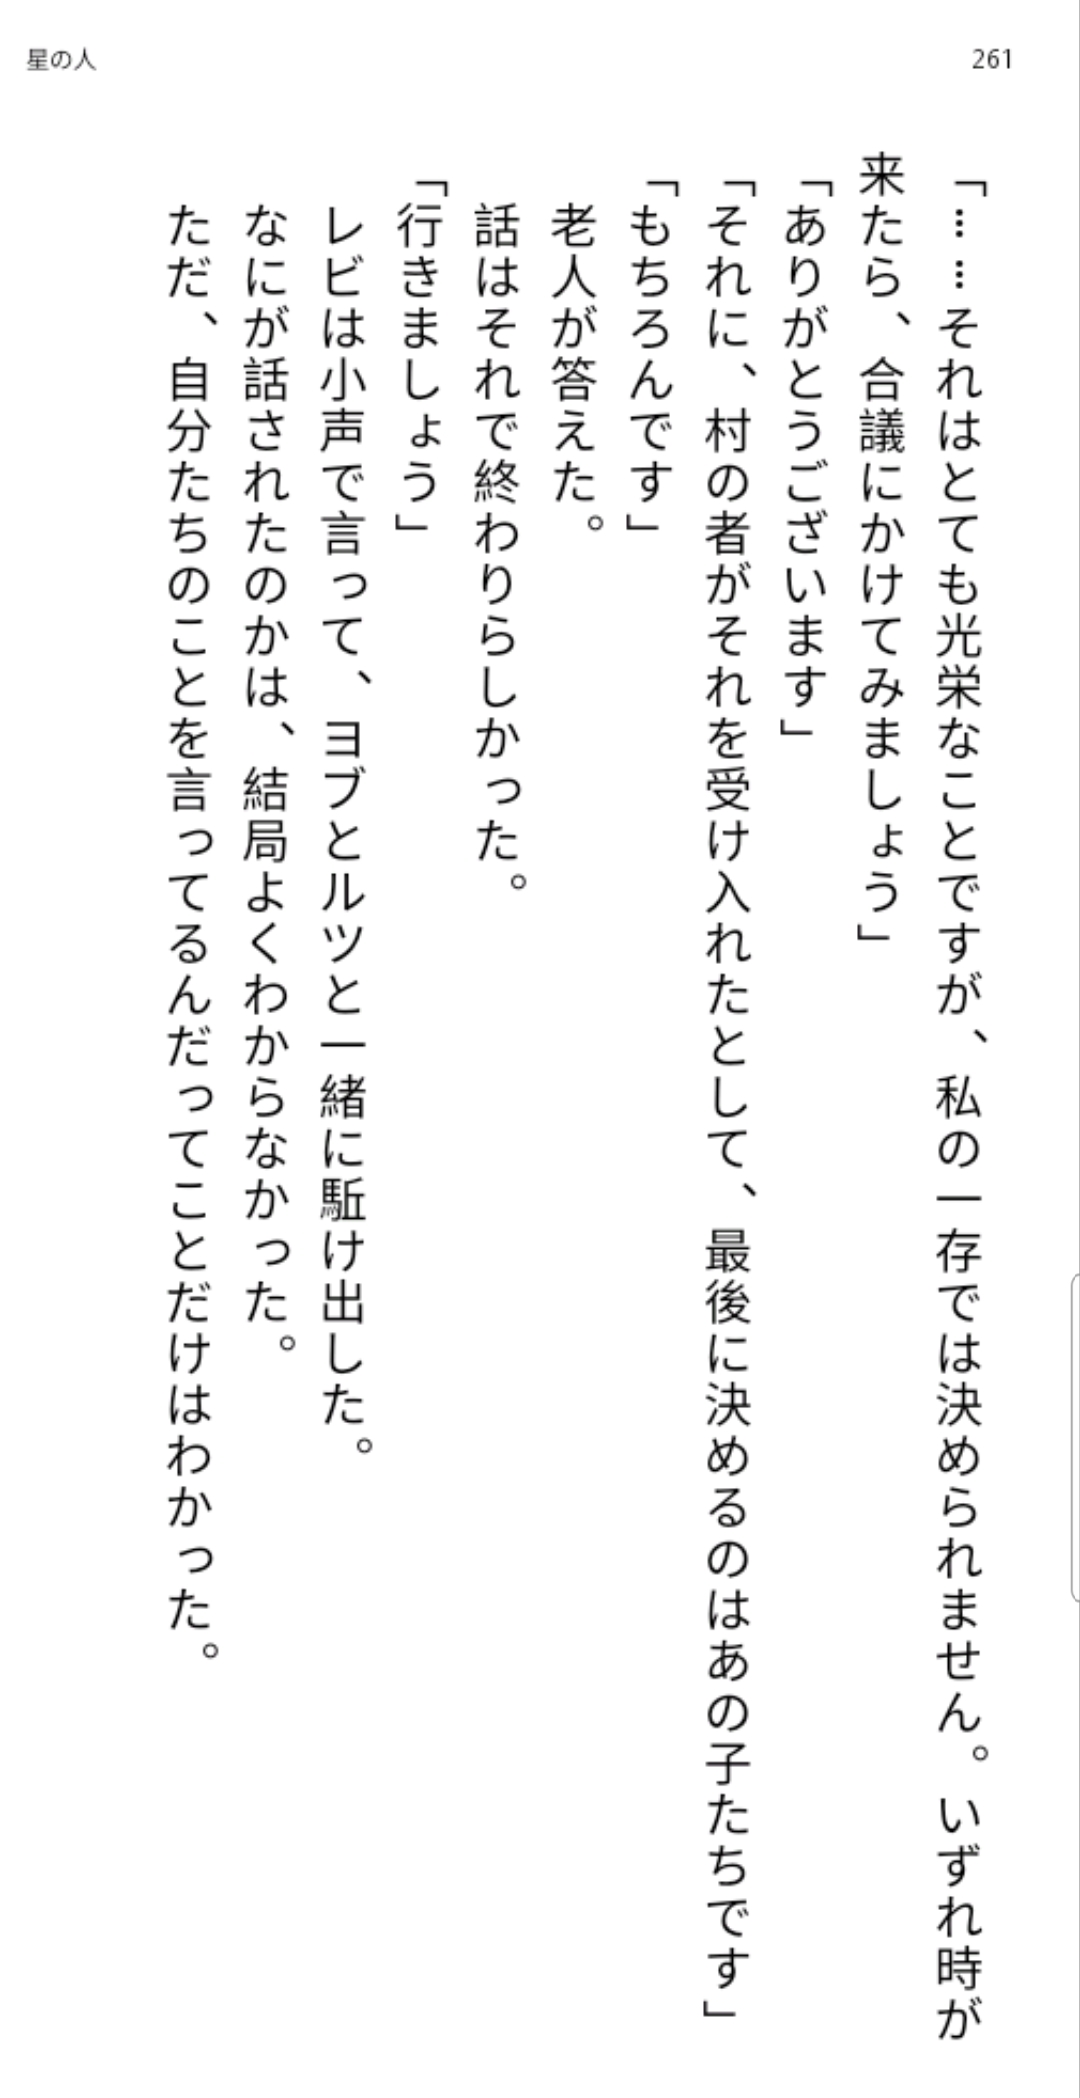 星の人
261
「……それはとても光栄なことですが、私の一存では決められません。いずれ時が
来たら、合議にかけてみましょう」
「ありがとうございます」
「それに、村の者がそれを受け入れたとして、最後に決めるのはあの子たちです」
「もちろんです」
老人が答えた。
話はそれで終わりらしかった。
「行きましょう」
レビは小声で言って、ヨブとルツと一緒に駈け出した。
なにが話されたのかは、結局よくわからなかった。
ただ、自分たちのことを言ってるんだってことだけはわかった。